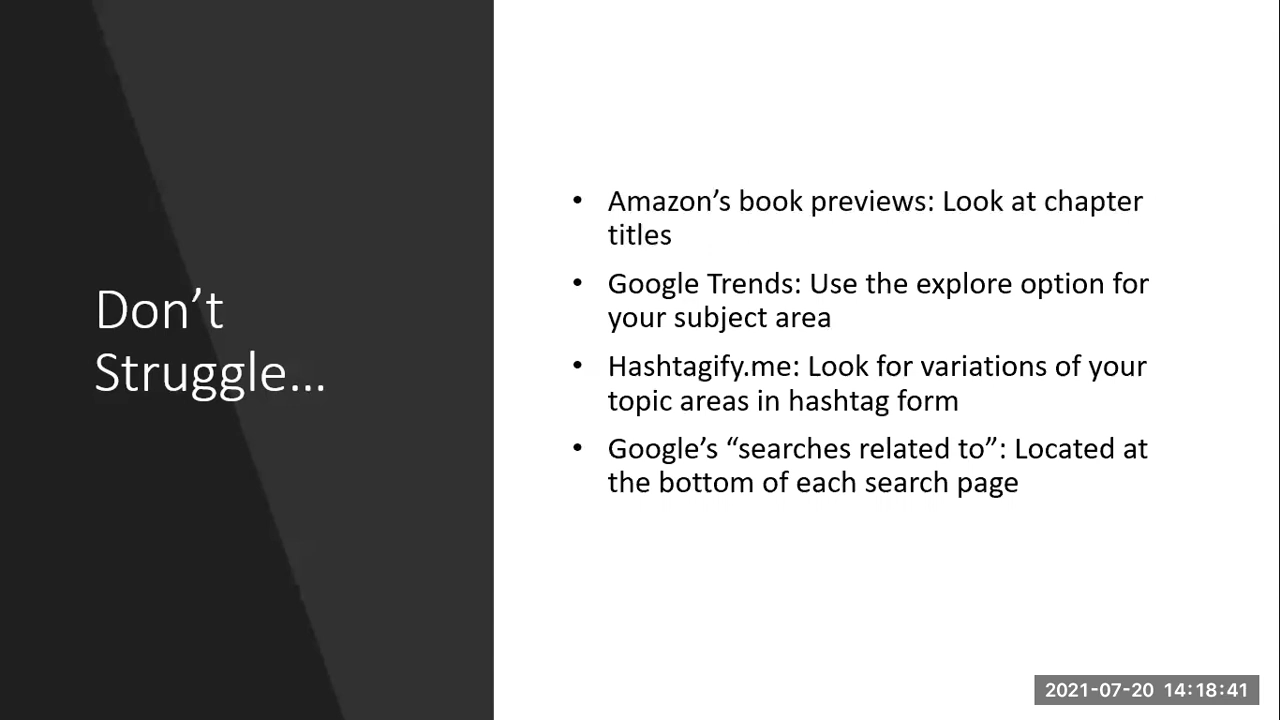 Don’t
Struggle…
• Amazon’s book previews: Look at chapter
titles
• Google Trends: Use the explore option for
your subject area
• Hashtagify.me: Look for variations of your
topic areas in hashtag form
• Google’s “searches related to”: Located at
the bottom of each search page
2021-07-20 14:18:41